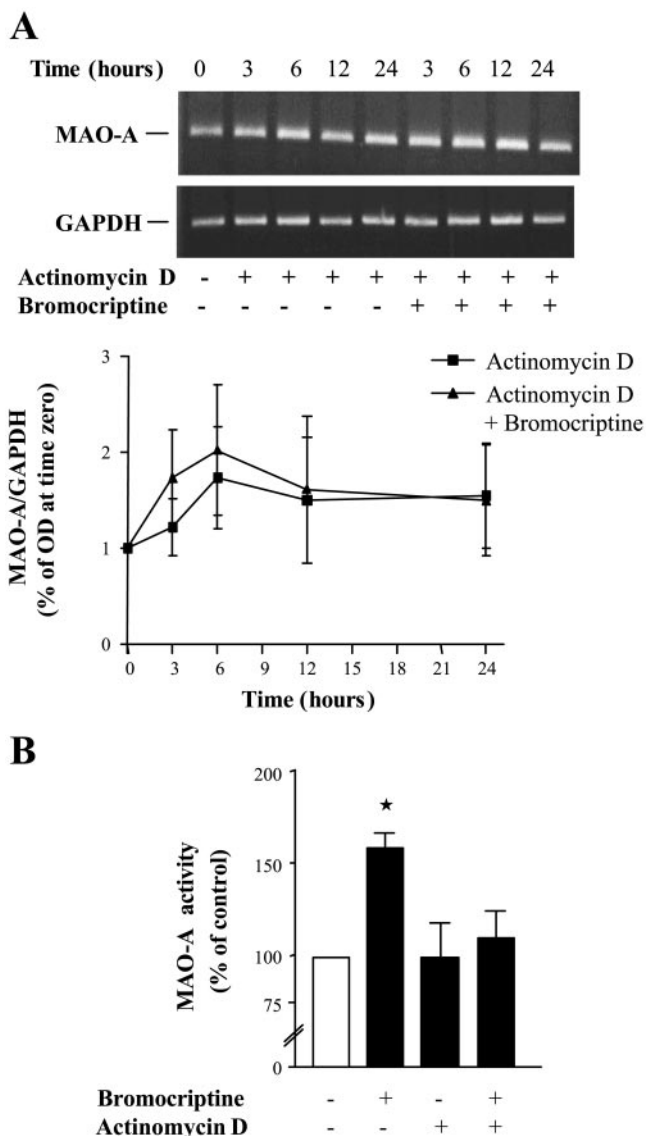 A
Time (hours) 0 3 6 12 24 3 6 12 24
MAO-A
GAPDH
Actinomycin D - + + + + + + + +
Bromocriptine - - - - - + + + +
MAO-A/GAPDH
(% of OD at time zero)
3
2
1
0
Actinomycin D
Actinomycin D
+ Bromocriptine
0 3 6 9 12 15 18 21 24
Time (hours)
B
MAO-A activity
(% of control)
200
150
100
75
0
★
Bromocriptine - + - +
Actinomycin D - - + +